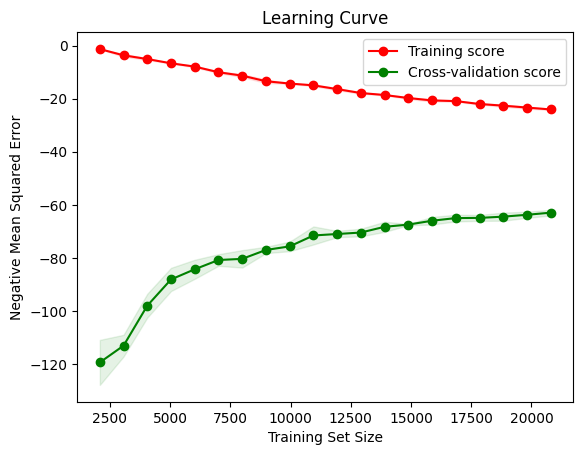 Learning Curve
Training score
Cross-validation score
Negative Mean Squared Error
0
−20
−40
−60
−80
−100
−120
2500 5000 7500 10000 12500 15000 17500 20000
Training Set Size